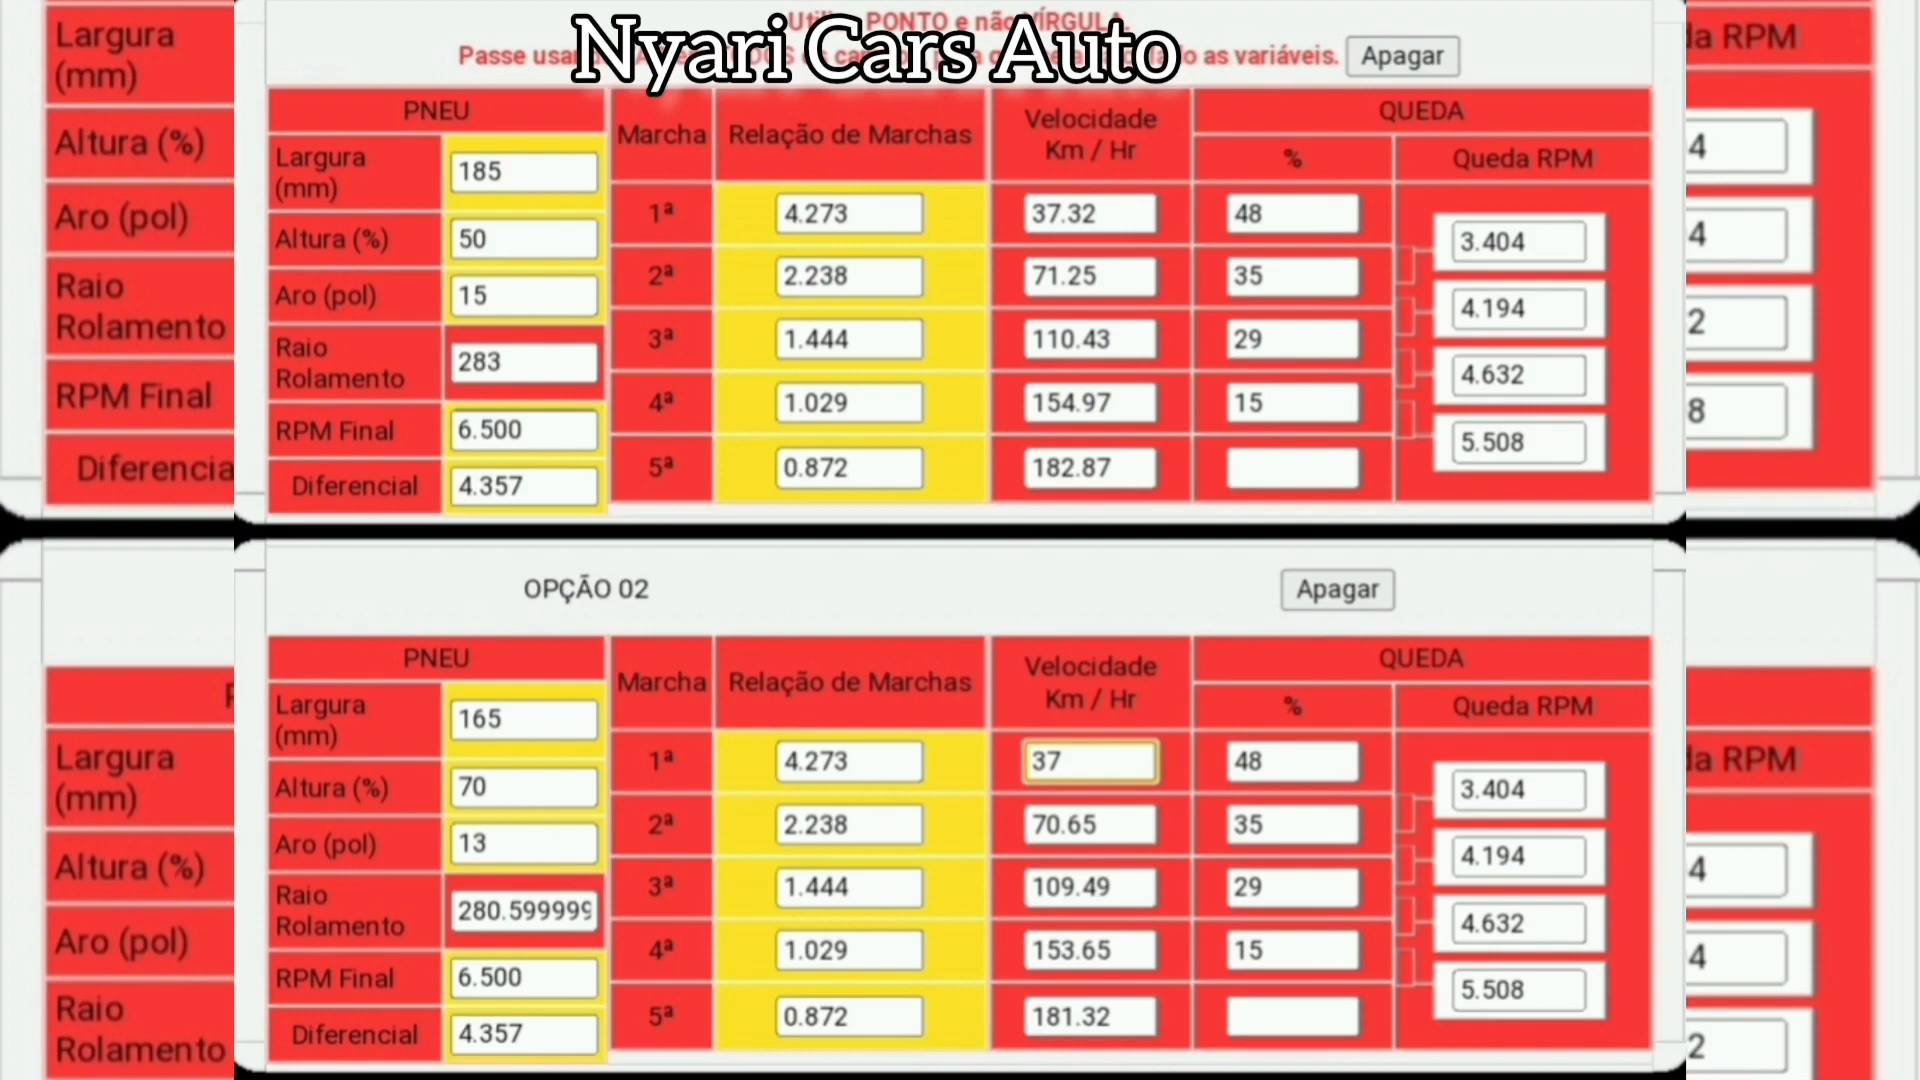 Nyari Cars Auto
Utilize PONTO e não VÍRGULA.
Passe as variáveis.
Apagar
PNEU
Largura (mm) 185
Altura (%) 50
Aro (pol) 15
Raio Rolamento 283
RPM Final 6.500
Diferencial 4.357
Marcha Relação de Marchas Velocidade Km / Hr QUEDA
% Queda RPM
1ª 4.273 37.32 48
3.404
2ª 2.238 71.25 35
4.194
3ª 1.444 110.43 29
4.632
4ª 1.029 154.97 15
5.508
5ª 0.872 182.87
OPÇÃO 02
Apagar
PNEU
Largura (mm) 165
Altura (%) 70
Aro (pol) 13
Raio Rolamento 280.599999
RPM Final 6.500
Diferencial 4.357
Marcha Relação de Marchas Velocidade Km / Hr QUEDA
% Queda RPM
1ª 4.273 37 48
3.404
2ª 2.238 70.65 35
4.194
3ª 1.444 109.49 29
4.632
4ª 1.029 153.65 15
5.508
5ª 0.872 181.32